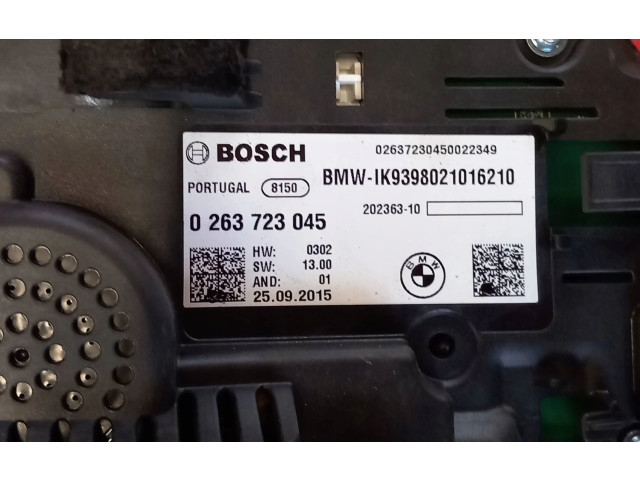 BOSCH
02637230450022349
PORTUGAL 8150
BMW-IK9398021016210
202363-10
0 263 723 045
HW: 0302
SW: 13.00
AND: 01
25.09.2015
BMW